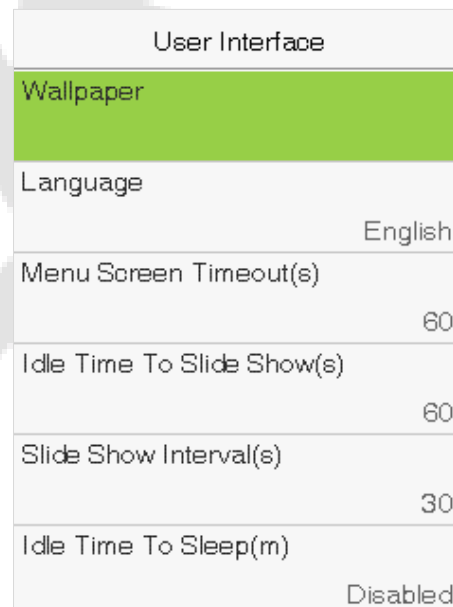 User Interface
Wallpaper
Language
English
Menu Screen Timeout(s)
60
Idle Time To Slide Show(s)
60
Slide Show Interval(s)
30
Idle Time To Sleep(m)
Disabled